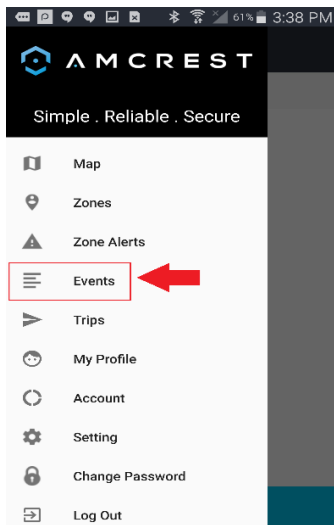 61% 3:38 PM
AMCREST
Simple . Reliable . Secure
Map
Zones
Zone Alerts
Events
Trips
My Profile
Account
Setting
Change Password
Log Out